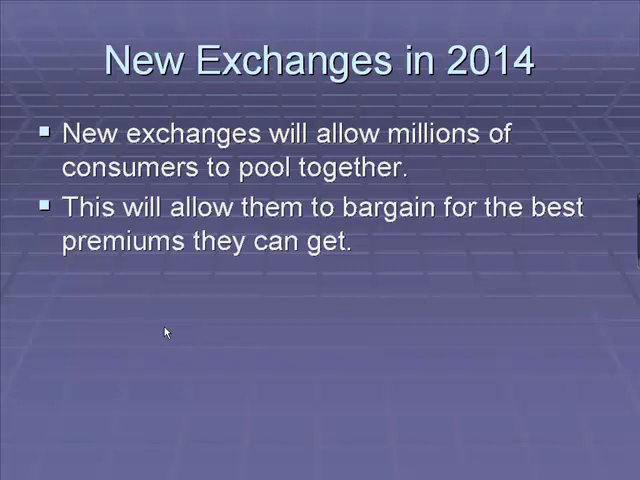 New Exchanges in 2014
New exchanges will allow millions of
consumers to pool together.
This will allow them to bargain for the best
premiums they can get.